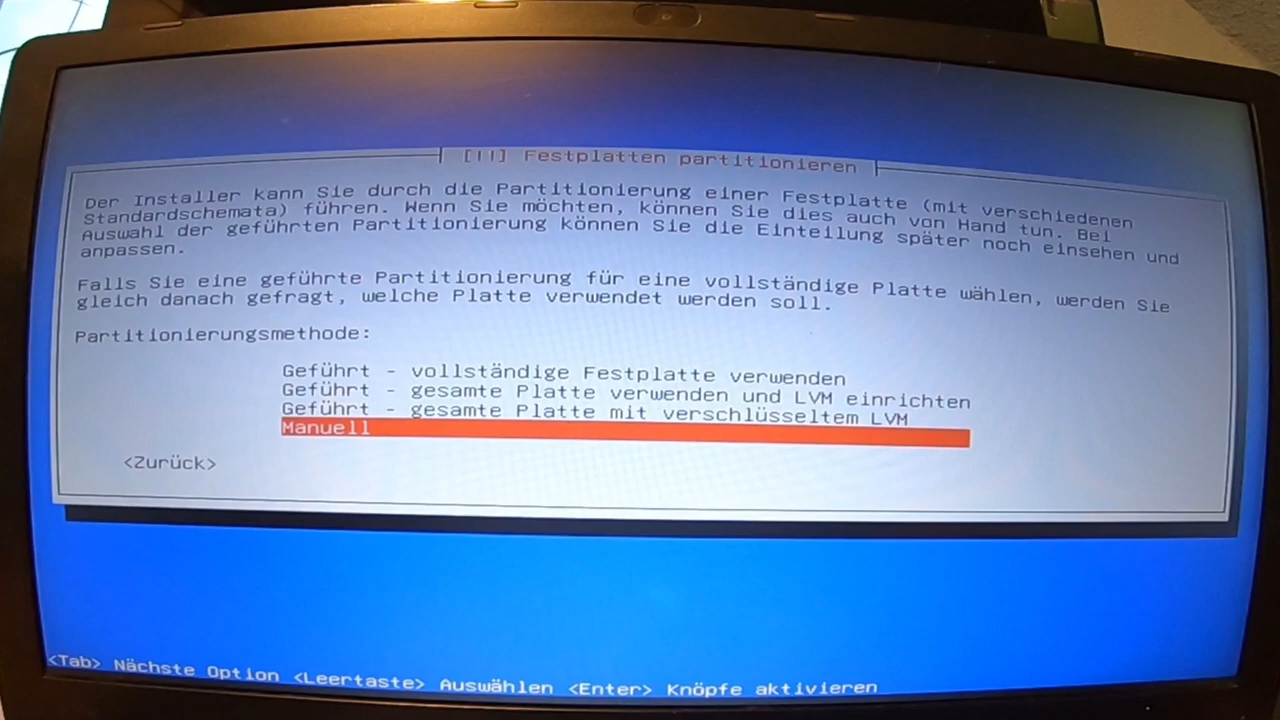 [!!] Festplatten partitionieren
Der Installer kann Sie durch die Partitionierung einer Festplatte (mit verschiedenen
Standardschemata) führen. Wenn Sie möchten, können Sie dies auch von Hand tun. Bei
Auswahl der geführten Partitionierung können Sie die Einteilung später noch einsehen und
anpassen.
Falls Sie eine geführte Partitionierung für eine vollständige Platte wählen, werden Sie
gleich danach gefragt, welche Platte verwendet werden soll.
Partitionierungsmethode:
Geführt - vollständige Festplatte verwenden
Geführt - gesamte Platte verwenden und LVM einrichten
Geführt - gesamte Platte mit verschlüsseltem LVM
Manuell
<Zurück>
<Tab> Nächste Option <Leertaste> Auswählen <Enter> Knöpfe aktivieren